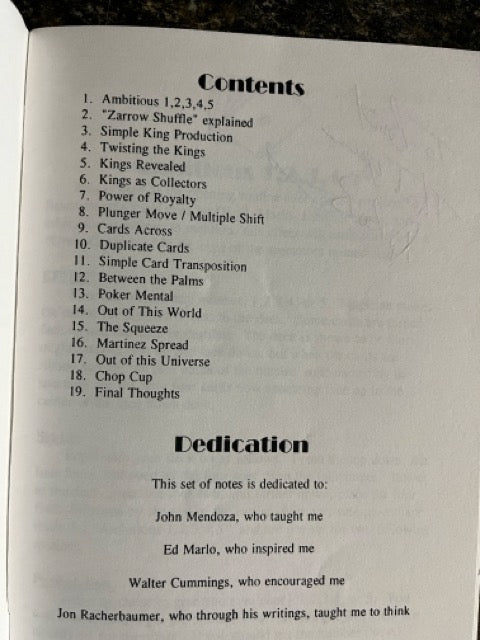 Contents
1. Ambitious 1,2,3,4,5
2. "Zarrow Shuffle" explained
3. Simple King Production
4. Twisting the Kings
5. Kings Revealed
6. Kings as Collectors
7. Power of Royalty
8. Plunger Move / Multiple Shift
9. Cards Across
10. Duplicate Cards
11. Simple Card Transposition
12. Between the Palms
13. Poker Mental
14. Out of This World
15. The Squeeze
16. Martinez Spread
17. Out of this Universe
18. Chop Cup
19. Final Thoughts
Dedication
This set of notes is dedicated to:
John Mendoza, who taught me
Ed Marlo, who inspired me
Walter Cummings, who encouraged me
Jon Racherbaumer, who through his writings, taught me to think